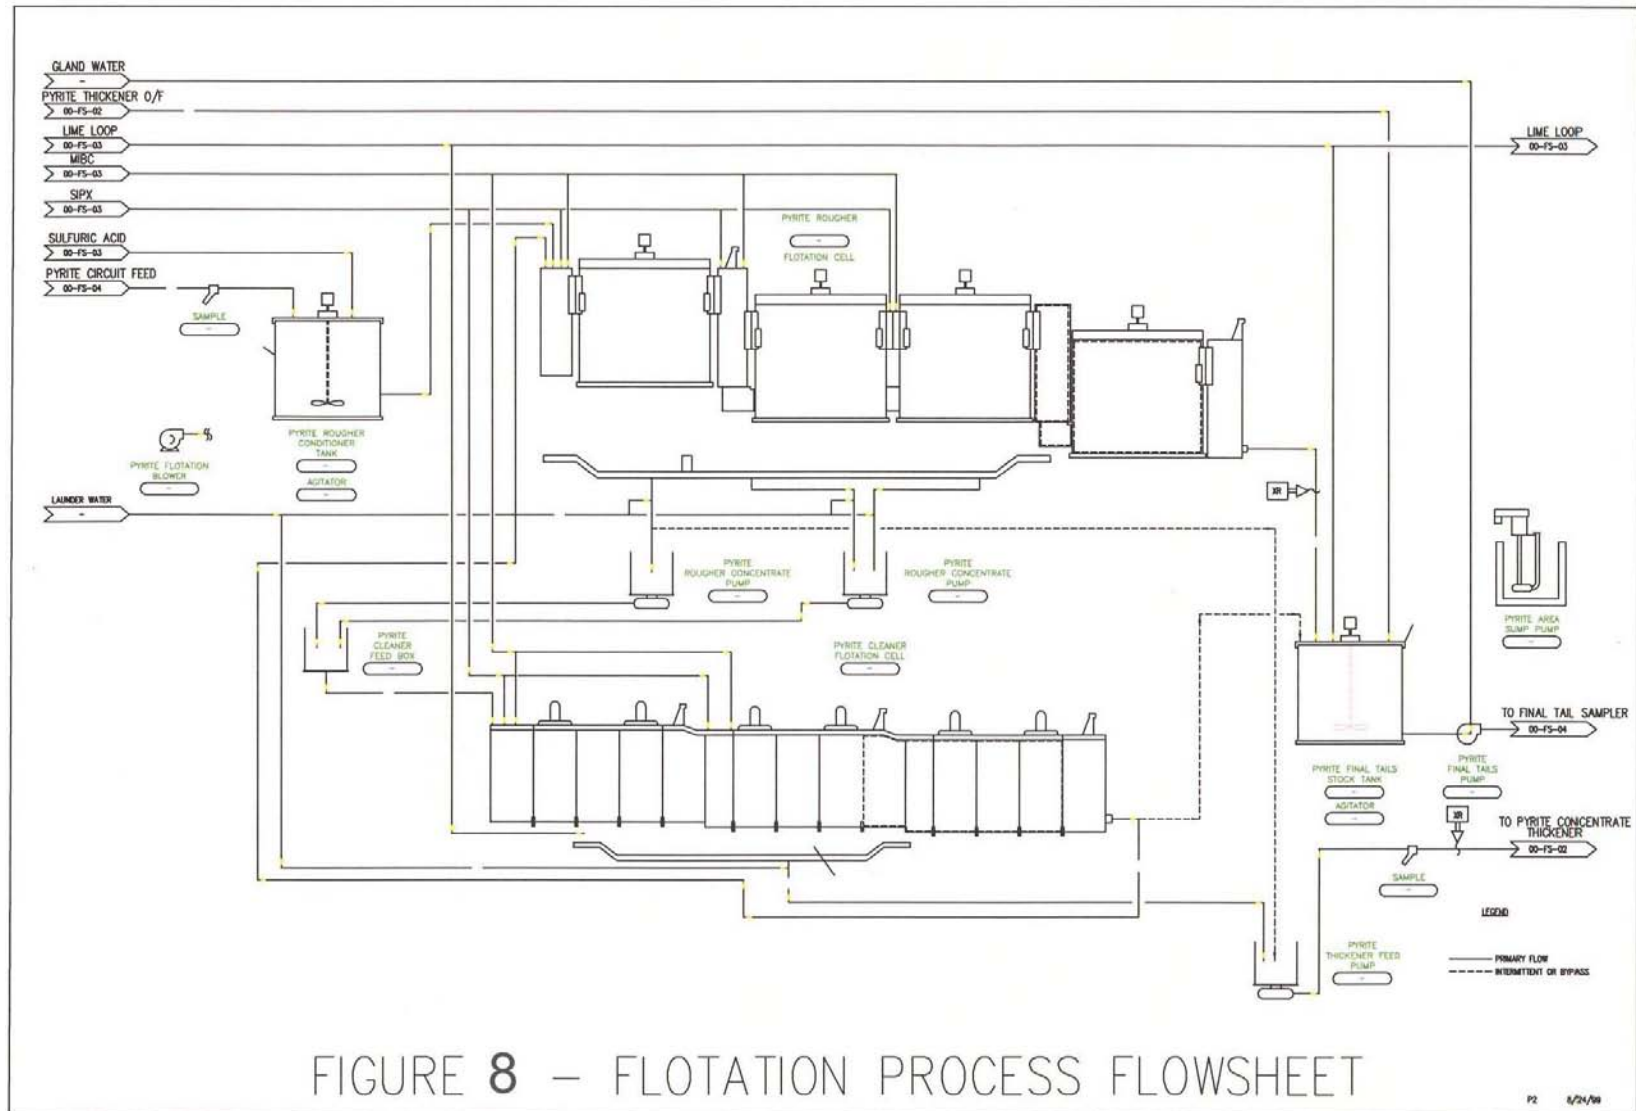 GLAND WATER
-
PYRITE THICKENER O/F
00-FS-02
LIME LOOP
00-FS-03
MIBC
00-FS-03
SIPX
00-FS-03
SULFURIC ACID
00-FS-03
PYRITE CIRCUIT FEED
00-FS-04
SAMPLE
-
LIME LOOP
00-FS-03
PYRITE ROUGHER
-
FLOTATION CELL
PYRITE ROUGHER
CONDITIONER
TANK
-
AGITATOR
-
PYRITE FLOTATION
BLOWER
-
LAUNDER WATER
-
XR
PYRITE
ROUGHER CONCENTRATE
PUMP
-
PYRITE
ROUGHER CONCENTRATE
PUMP
-
PYRITE AREA
SUMP PUMP
-
PYRITE
CLEANER
FEED BOX
-
PYRITE CLEANER
FLOTATION CELL
-
TO FINAL TAIL SAMPLER
00-FS-04
PYRITE FINAL TAILS
STOCK TANK
-
AGITATOR
-
PYRITE
FINAL TAILS
PUMP
-
XR
TO PYRITE CONCENTRATE
THICKENER
00-FS-02
SAMPLE
-
LEGEND
PRIMARY FLOW
INTERMITTENT OR BYPASS
PYRITE
THICKENER FEED
PUMP
-
FIGURE 8 – FLOTATION PROCESS FLOWSHEET
P2 8/24/99